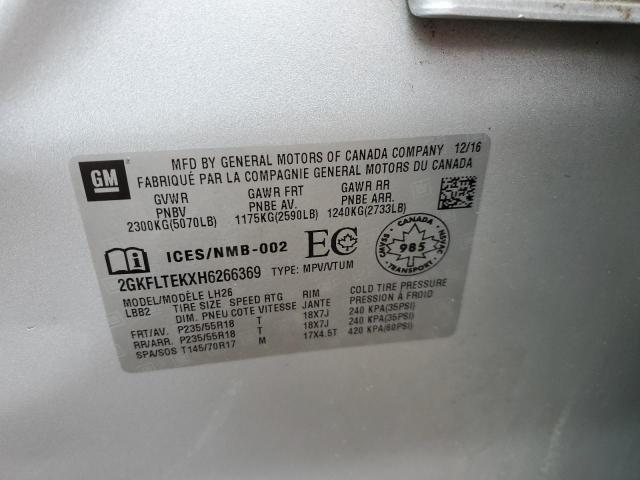 GM
MFD BY GENERAL MOTORS OF CANADA COMPANY 12/16
FABRIQUÉ PAR LA COMPAGNIE GENERAL MOTORS DU CANADA
GVWR GAWR FRT GAWR RR
PNBV PNBE AV. PNBE ARR.
2300KG(5070LB) 1175KG(2590LB) 1240KG(2733LB)
i ICES/NMB-002 EC
CANADA
CMVSS 985 NSVAC
TRANSPORT
2GKFLTEKXH6266369 TYPE: MPV/VTUM
MODEL/MODÈLE LH26
LBB2 TIRE SIZE SPEED RTG RIM COLD TIRE PRESSURE
DIM. PNEU COTE VITESSE JANTE PRESSION À FROID
FRT/AV. P235/55R18 T 18X7J 240 KPA(35PSI)
RR/ARR. P235/55R18 T 18X7J 240 KPA(35PSI)
SPA/SOS T145/70R17 M 17X4.5T 420 KPA(60PSI)